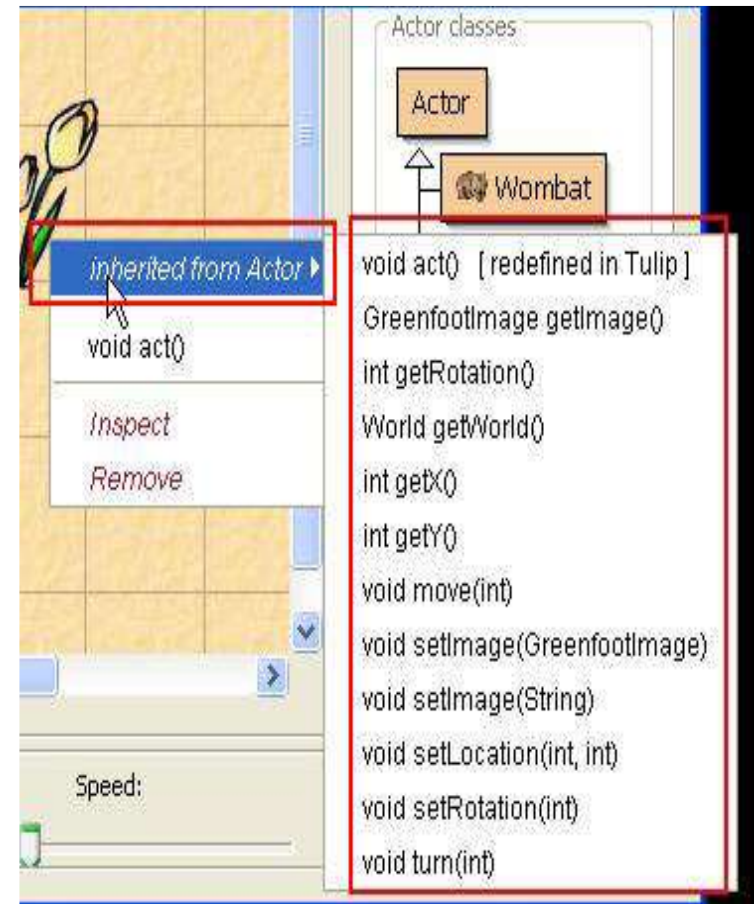 Actor classes
Actor
Wombat
inherited from Actor
void act()
Inspect
Remove
void act() [ redefined in Tulip ]
GreenfootImage getImage()
int getRotation()
World getWorld()
int getX()
int getY()
void move(int)
void setImage(GreenfootImage)
void setImage(String)
void setLocation(int, int)
void setRotation(int)
void turn(int)
Speed: